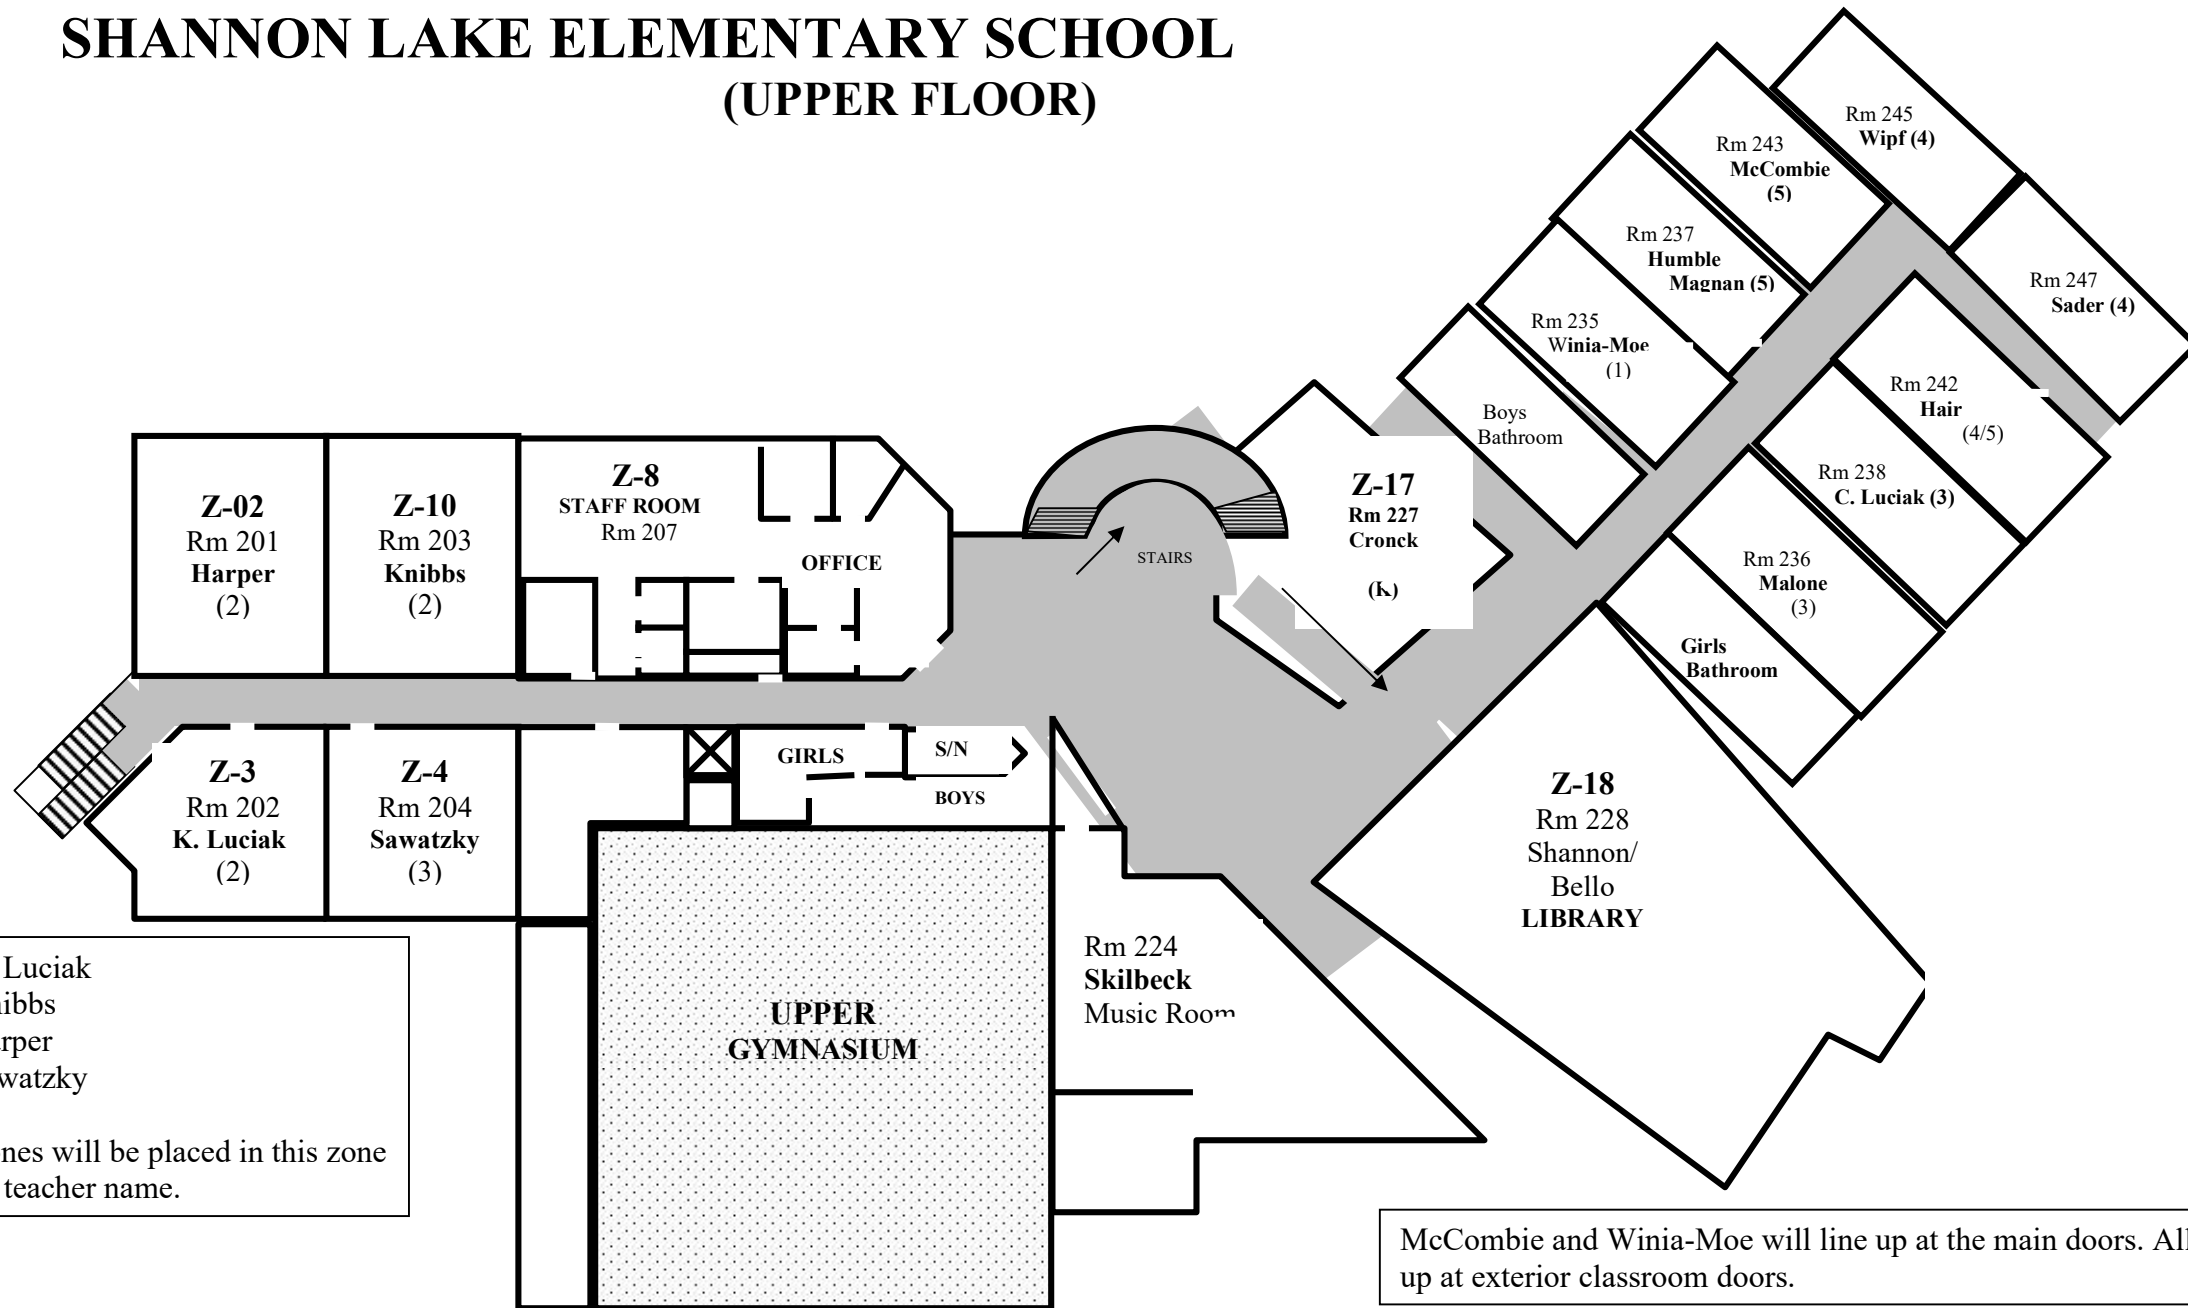 SHANNON LAKE ELEMENTARY SCHOOL
(UPPER FLOOR)
Rm 245
Wipf (4)
Rm 243
McCombie
(5)
Rm 237
Humble
Magnan (5)
Rm 247
Sader (4)
Rm 235
Winia-Moe
(1)
Rm 242
Hair
(4/5)
Boys
Bathroom
Rm 238
C. Luciak (3)
Rm 236
Malone
(3)
Girls
Bathroom
Z-02
Rm 201
Harper
(2)
Z-10
Rm 203
Knibbs
(2)
Z-8
STAFF ROOM
Rm 207
OFFICE
STAIRS
Z-17
Rm 227
Cronck
(K)
Z-3
Rm 202
K. Luciak
(2)
Z-4
Rm 204
Sawatzky
(3)
GIRLS
S/N
BOYS
Z-18
Rm 228
Shannon/
Bello
LIBRARY
Rm 224
Skilbeck
Music Room
UPPER
GYMNASIUM
Luciak
will be placed in this zone
teacher name.
McCombie and Winia-Moe will line up at the main doors. All
up at exterior classroom doors.